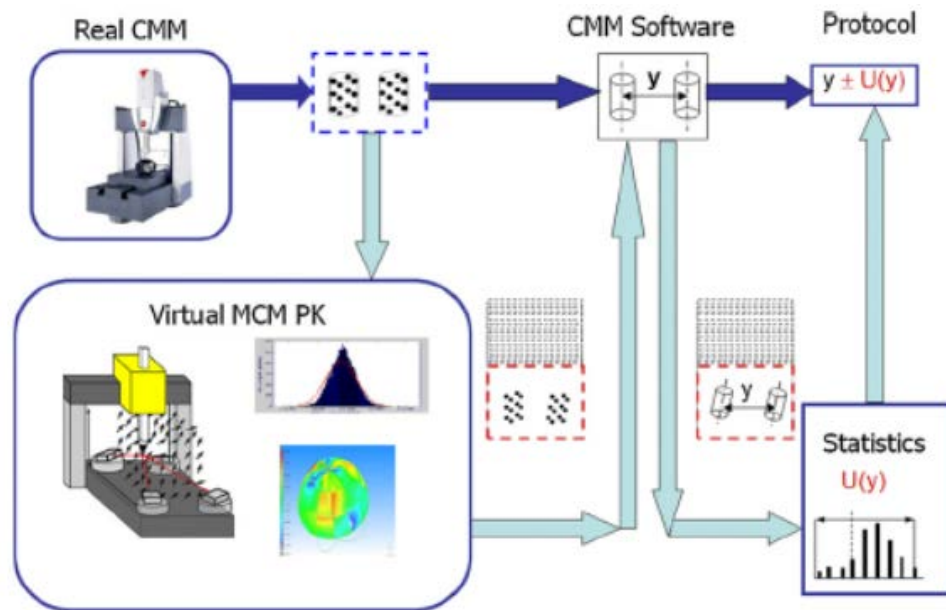 Real CMM
CMM Software
Protocol
y
y ± U(y)
Virtual MCM PK
y
Statistics
U(y)